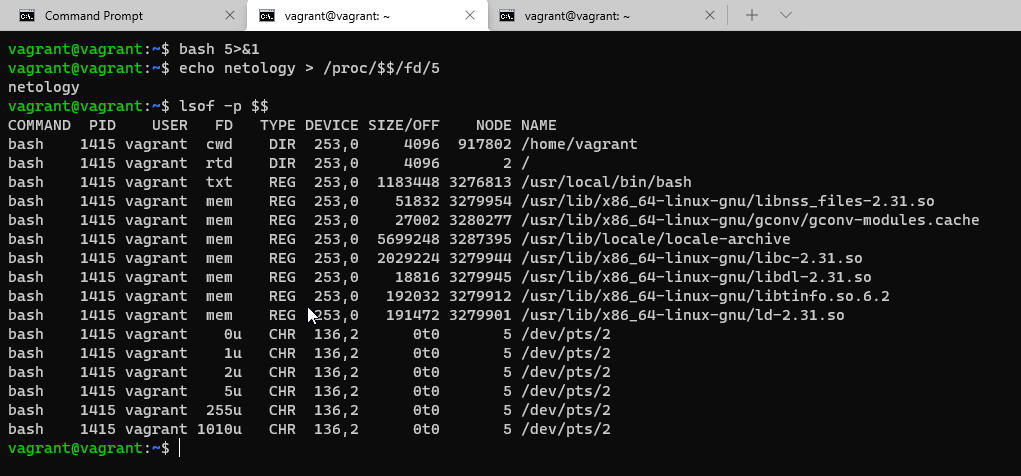 Command Prompt
vagrant@vagrant: ~
vagrant@vagrant: ~
vagrant@vagrant:~$ bash 5>&1
vagrant@vagrant:~$ echo netology > /proc/$$/fd/5
netology
vagrant@vagrant:~$ lsof -p $$
COMMAND  PID    USER   FD   TYPE DEVICE SIZE/OFF    NODE NAME
bash    1415 vagrant  cwd    DIR  253,0     4096  917802 /home/vagrant
bash    1415 vagrant  rtd    DIR  253,0     4096       2 /
bash    1415 vagrant  txt    REG  253,0  1183448 3276813 /usr/local/bin/bash
bash    1415 vagrant  mem    REG  253,0    51832 3279954 /usr/lib/x86_64-linux-gnu/libnss_files-2.31.so
bash    1415 vagrant  mem    REG  253,0    27002 3280277 /usr/lib/x86_64-linux-gnu/gconv/gconv-modules.cache
bash    1415 vagrant  mem    REG  253,0  5699248 3287395 /usr/lib/locale/locale-archive
bash    1415 vagrant  mem    REG  253,0  2029224 3279944 /usr/lib/x86_64-linux-gnu/libc-2.31.so
bash    1415 vagrant  mem    REG  253,0    18816 3279945 /usr/lib/x86_64-linux-gnu/libdl-2.31.so
bash    1415 vagrant  mem    REG  253,0   192032 3279912 /usr/lib/x86_64-linux-gnu/libtinfo.so.6.2
bash    1415 vagrant  mem    REG  253,0   191472 3279901 /usr/lib/x86_64-linux-gnu/ld-2.31.so
bash    1415 vagrant    0u   CHR  136,2      0t0       5 /dev/pts/2
bash    1415 vagrant    1u   CHR  136,2      0t0       5 /dev/pts/2
bash    1415 vagrant    2u   CHR  136,2      0t0       5 /dev/pts/2
bash    1415 vagrant    5u   CHR  136,2      0t0       5 /dev/pts/2
bash    1415 vagrant  255u   CHR  136,2      0t0       5 /dev/pts/2
bash    1415 vagrant 1010u   CHR  136,2      0t0       5 /dev/pts/2
vagrant@vagrant:~$